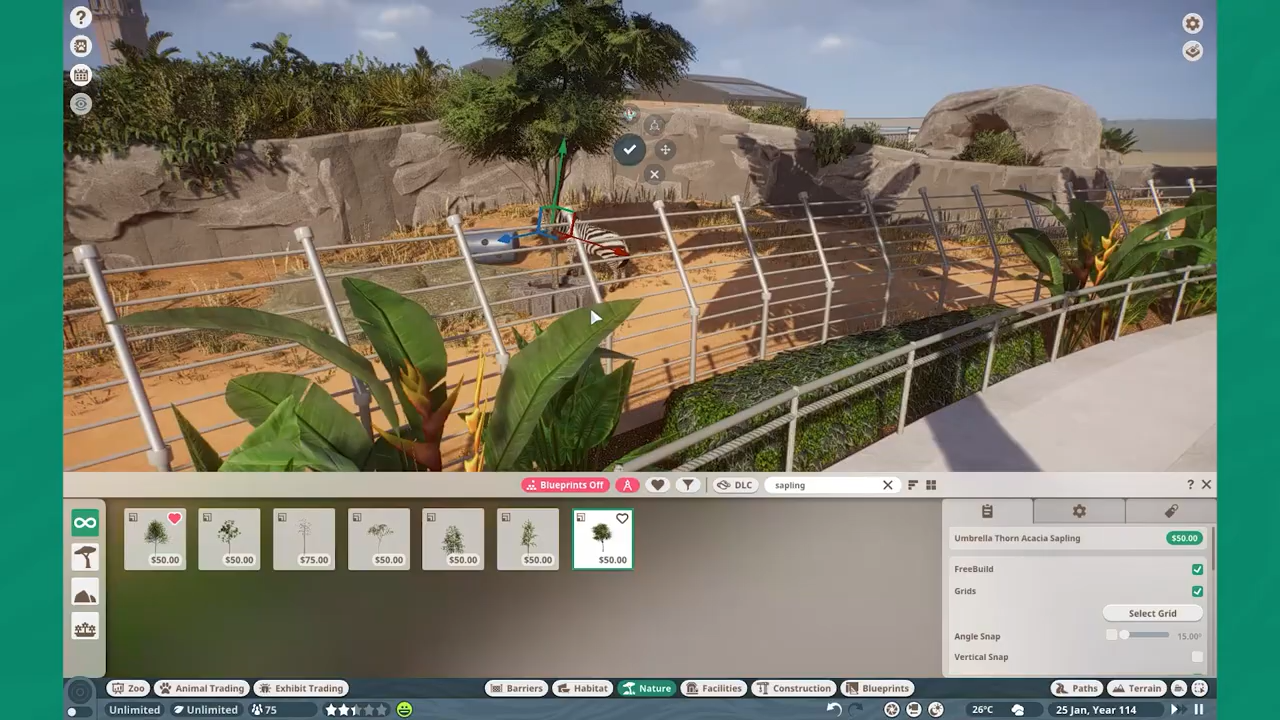 ?
Blueprints Off
DLC
sapling
?
$50.00
$50.00
$75.00
$50.00
$50.00
$50.00
$50.00
Umbrella Thorn Acacia Sapling
$50.00
FreeBuild
Grids
Select Grid
Angle Snap
15.00°
Vertical Snap
Zoo
Animal Trading
Exhibit Trading
Barriers
Habitat
Nature
Facilities
Construction
Blueprints
Paths
Terrain
Unlimited
Unlimited
75
26°C
25 Jan, Year 114